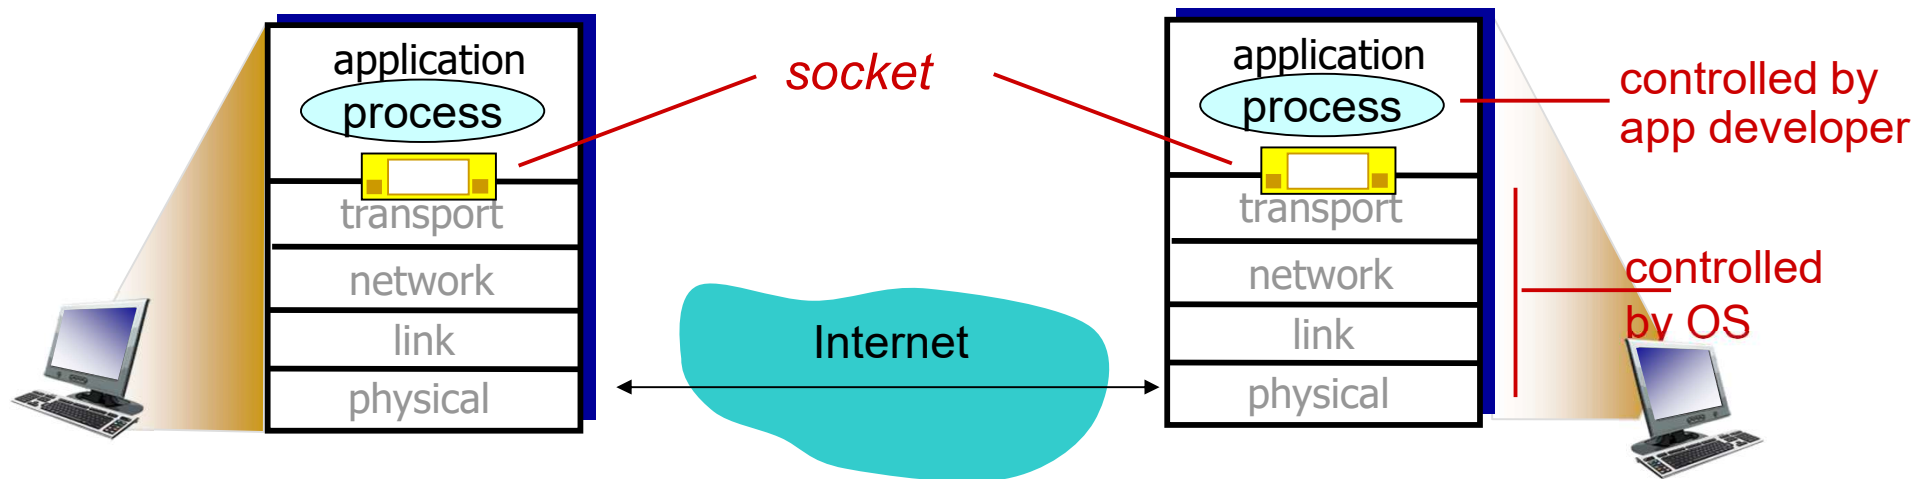 application
process
transport
network
link
physical
socket
Internet
application
process
transport
network
link
physical
controlled by
app developer
controlled
by OS